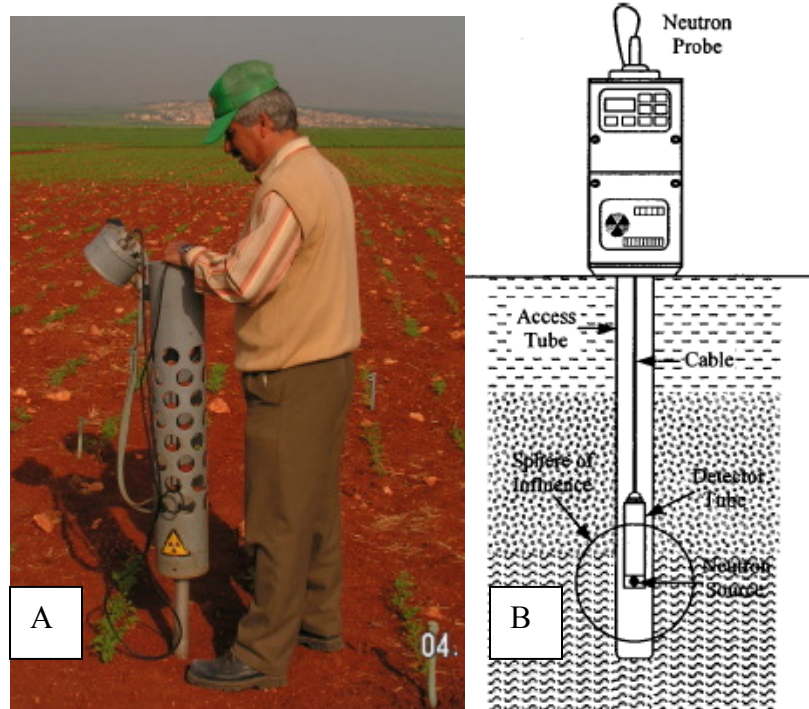 A
04.
Neutron
Probe
Access
Tube
Cable
Sphere of
Influence
Detector
Tube
Neutron
Source
B